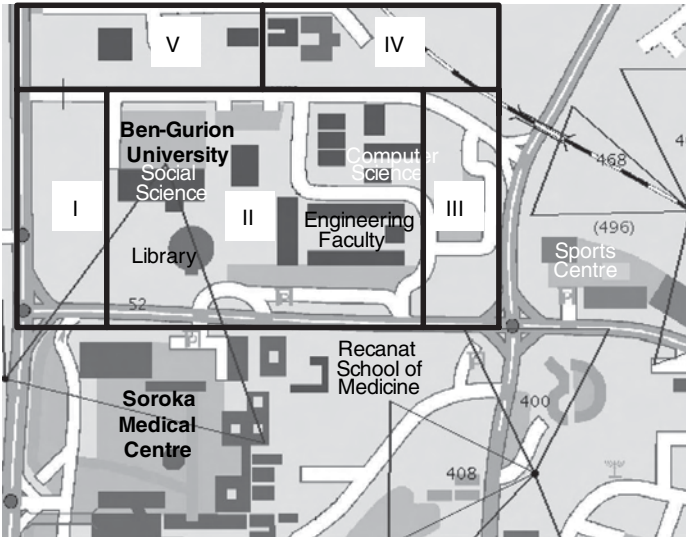 V
IV
Ben-Gurion
University
Social
Science
Computer
Science
468
4
I
II
III
(496)
Engineering
Faculty
Library
Sports
Centre
52
Recanat
School of
Medicine
Soroka
Medical
Centre
400
408